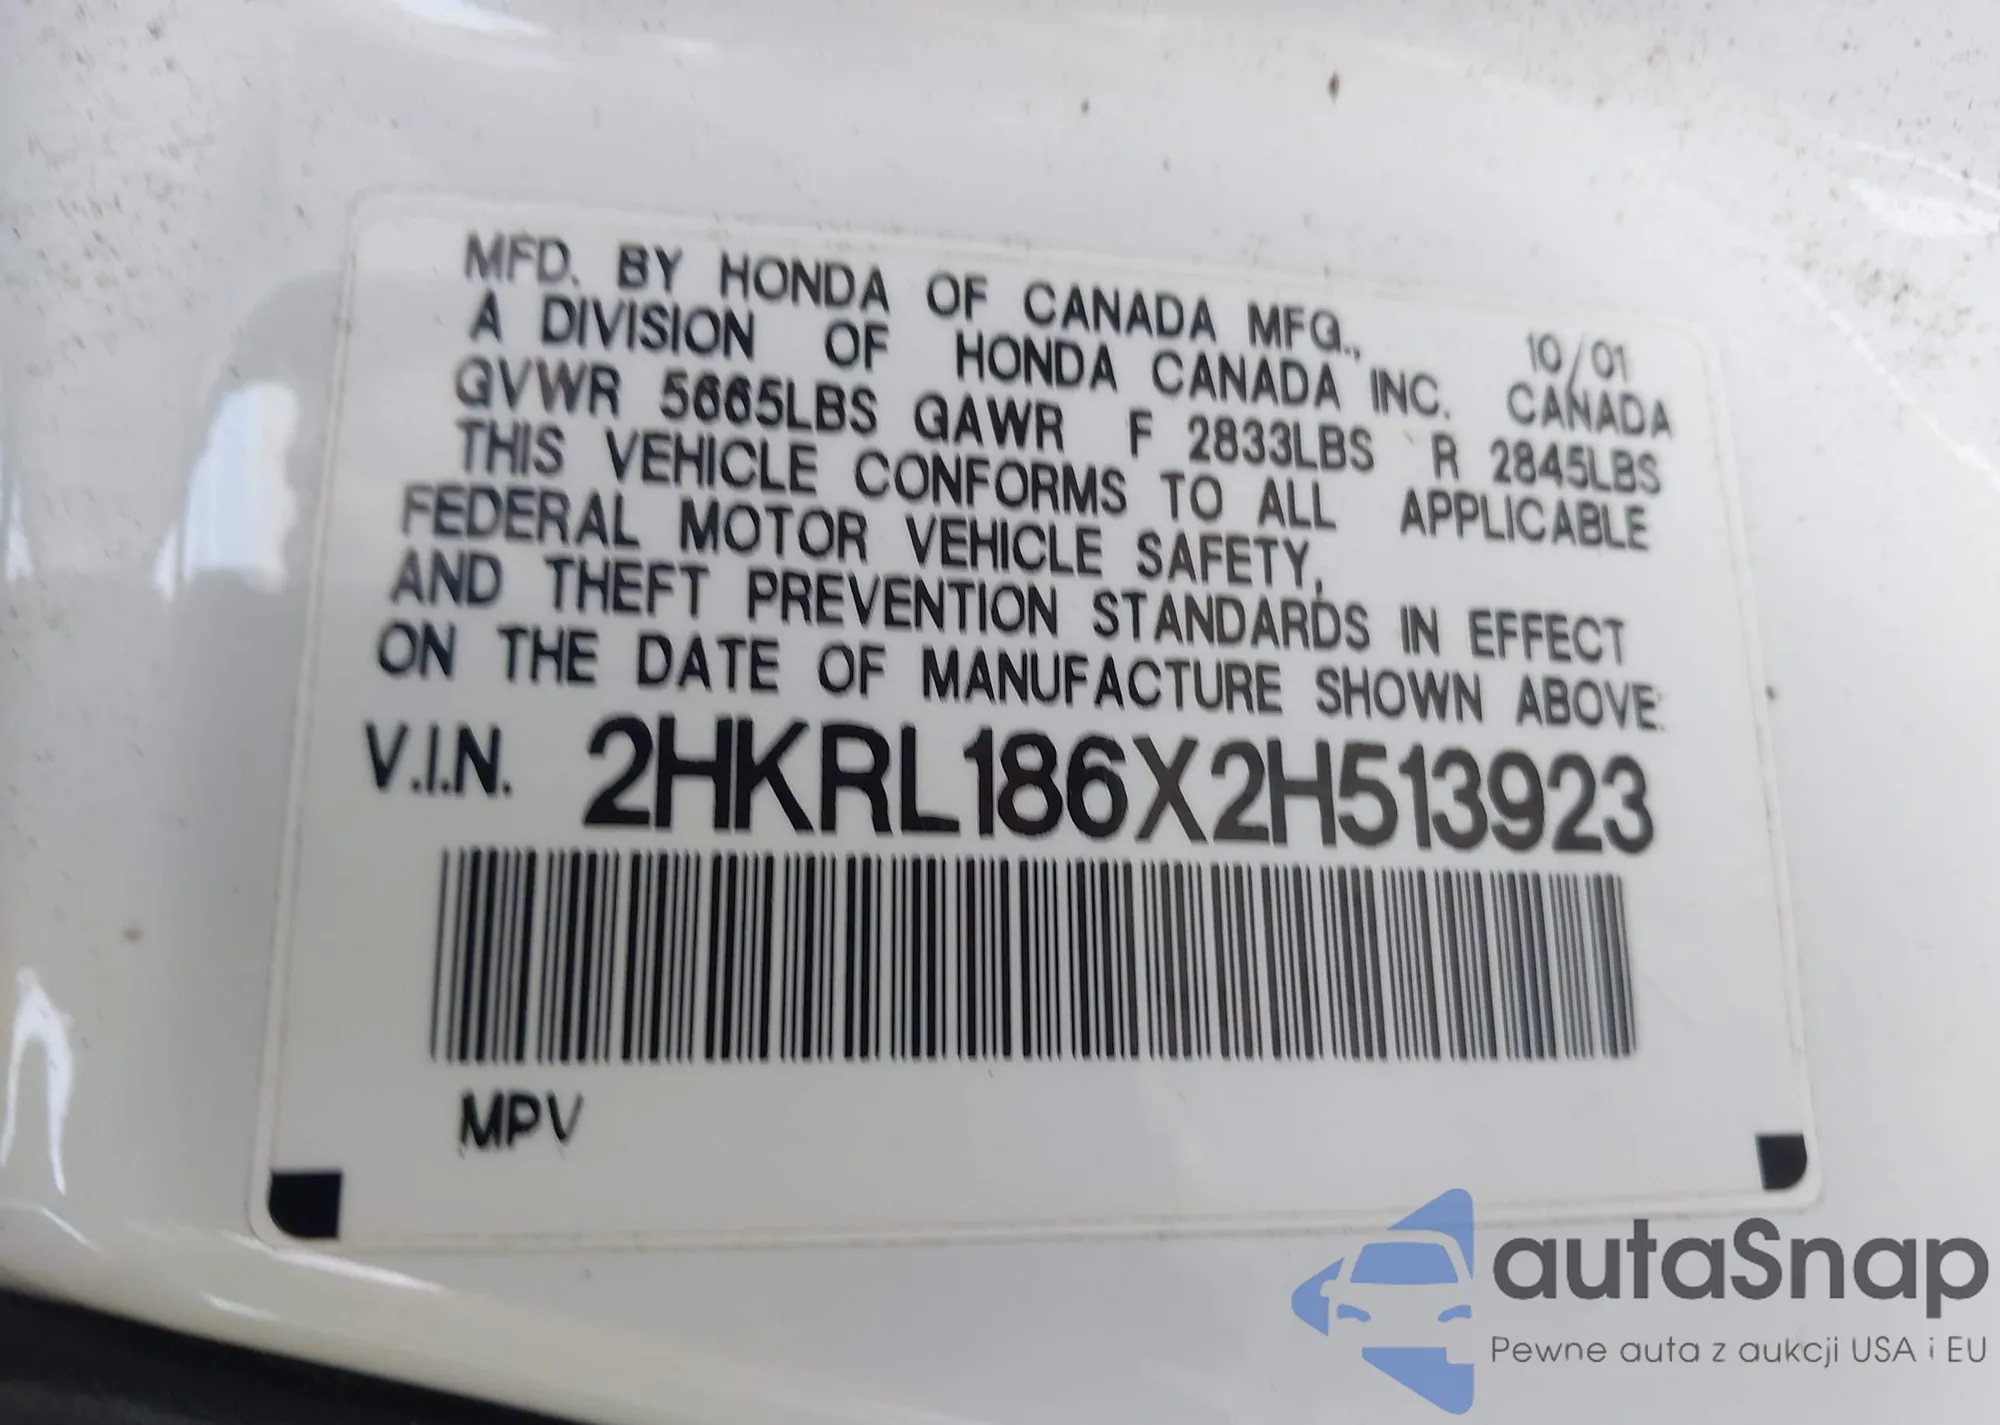 MFD. BY HONDA OF CANADA MFG., 10/01
A DIVISION OF HONDA CANADA INC. CANADA
GVWR 5665LBS GAWR F 2833LBS R 2845LBS
THIS VEHICLE CONFORMS TO ALL APPLICABLE
FEDERAL MOTOR VEHICLE SAFETY,
AND THEFT PREVENTION STANDARDS IN EFFECT
ON THE DATE OF MANUFACTURE SHOWN ABOVE.
V.I.N. 2HKRL186X2H513923
MPV
autaSnap
Pewne auta z aukcji USA i EU